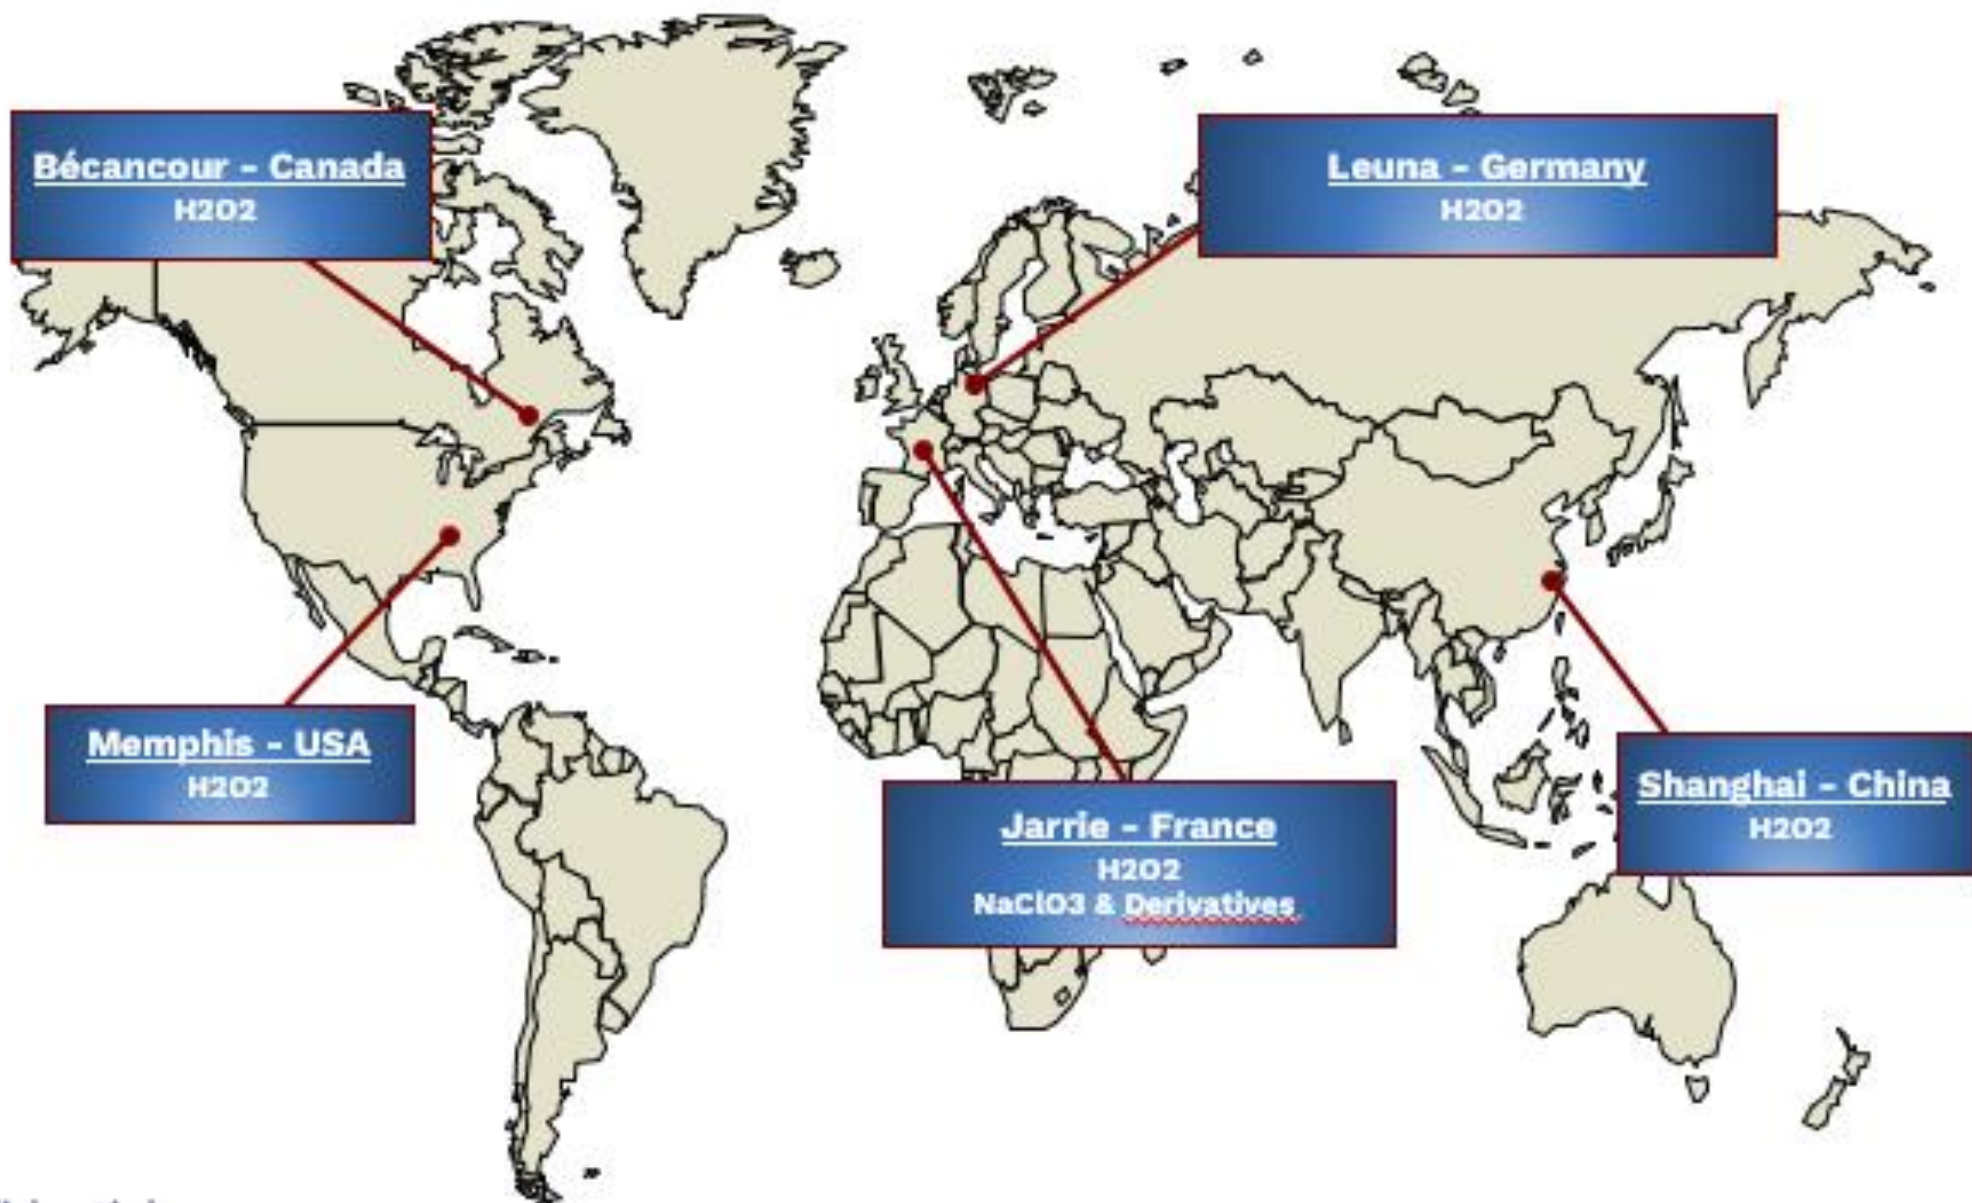 Bécancour - Canada
H2O2
Leuna - Germany
H2O2
Memphis - USA
H2O2
Jarrie - France
H2O2
NaClO3 & Derivatives
Shanghai - China
H2O2